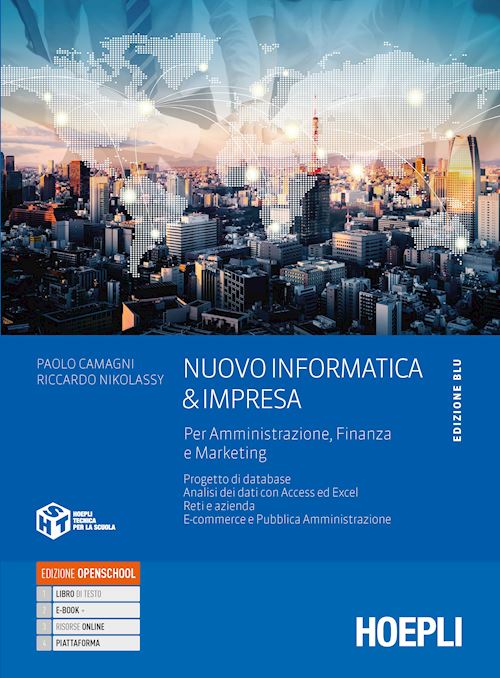 PAOLO CAMAGNI
RICCARDO NIKOLASSY
NUOVO INFORMATICA
& IMPRESA
Per Amministrazione, Finanza
e Marketing
Progetto di database
Analisi dei dati con Access ed Excel
Reti e azienda
E-commerce e Pubblica Amministrazione
EDIZIONE BLU
HTS
HOEPLI
TECNICA
PER LA SCUOLA
EDIZIONE OPENSCHOOL
1 LIBRO DI TESTO
2 E-BOOK +
3 RISORSE ONLINE
4 PIATTAFORMA
HOEPLI